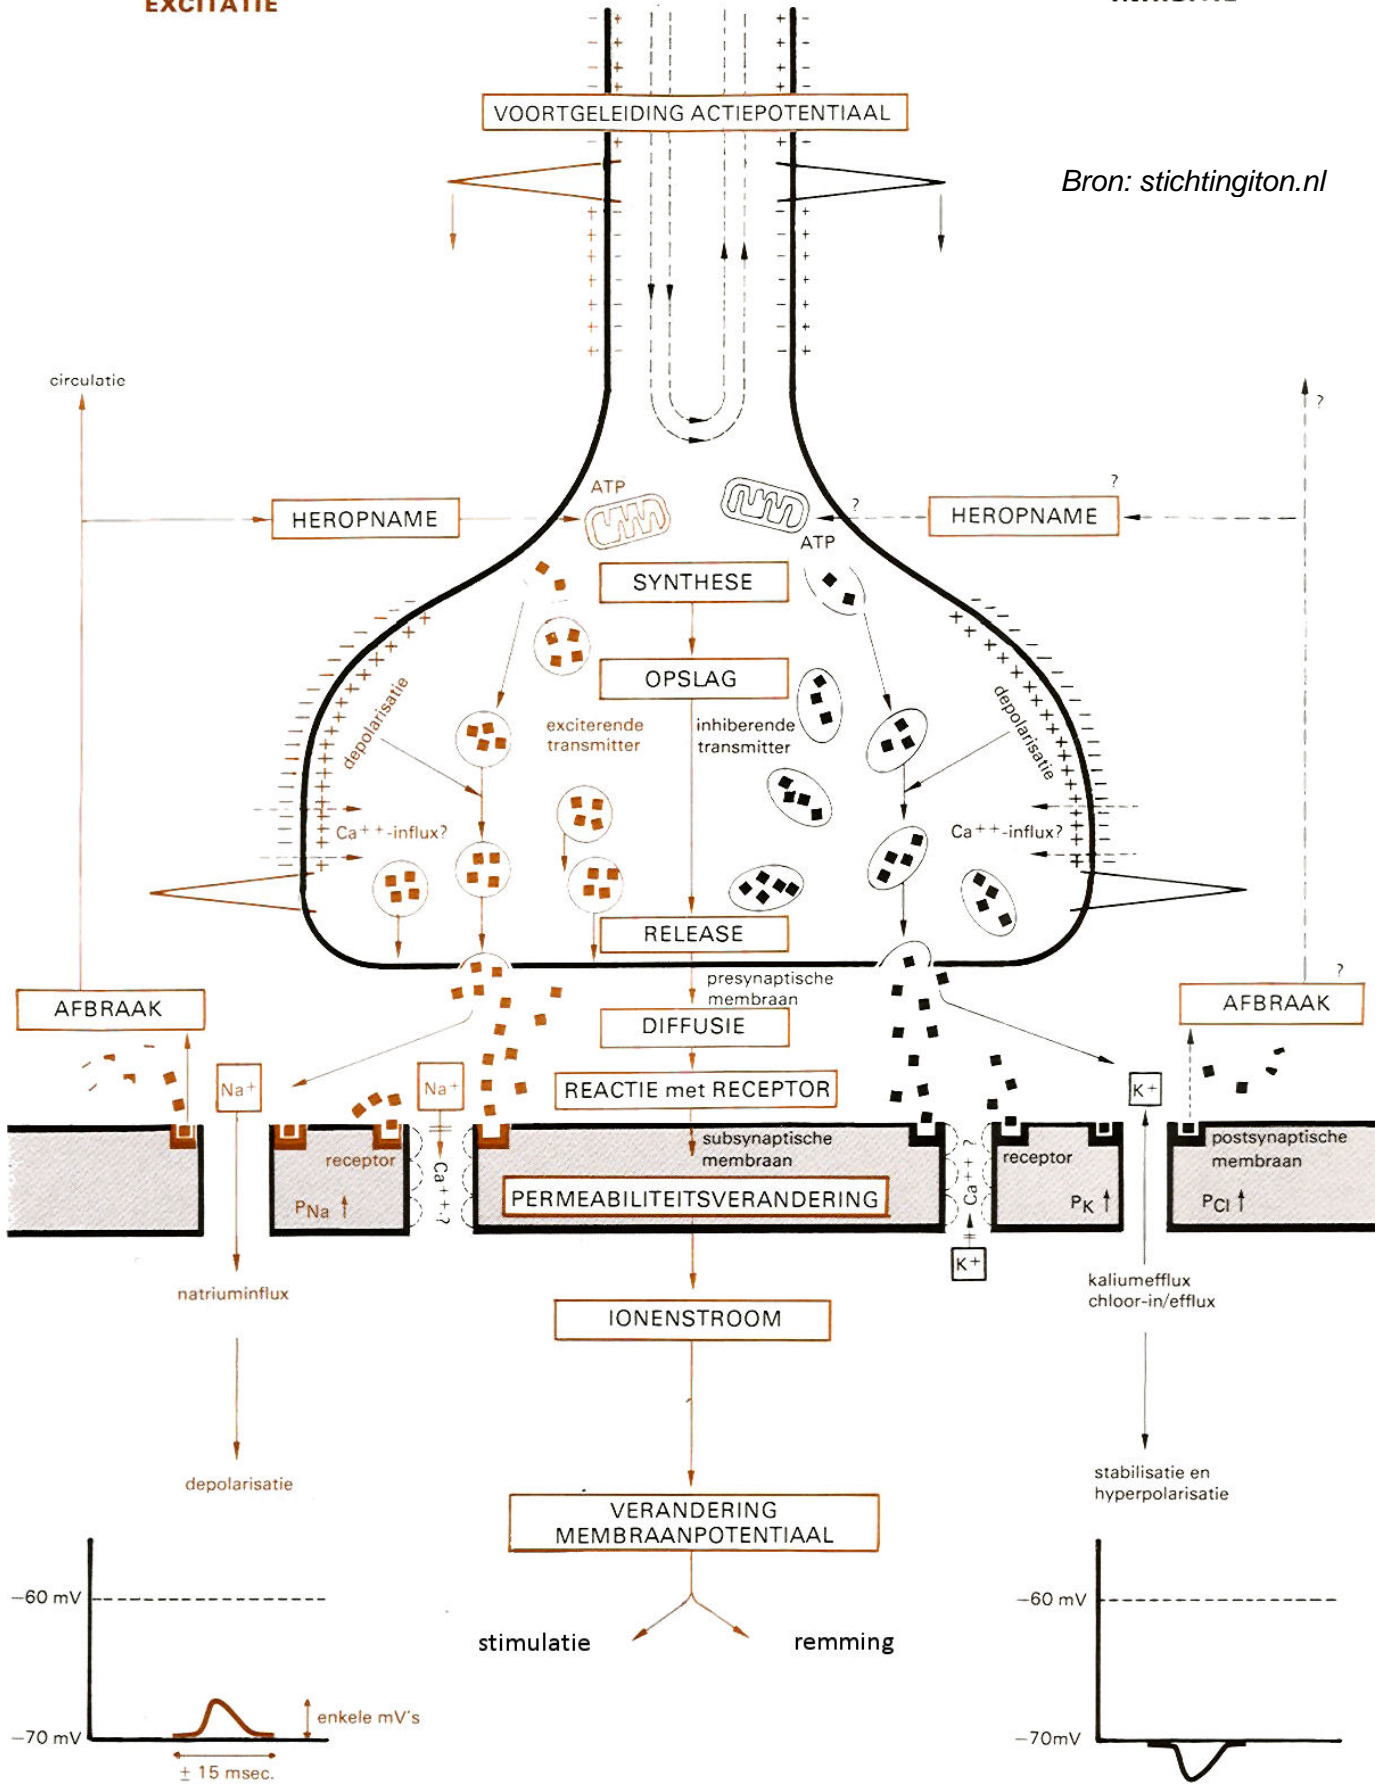 EXCITATIE
VOORTGELEIDING ACTIEPOTENTIAAL
Bron: stichtingiton.nl
circulatie
?
ATP
?
HEROPNAME
?
HEROPNAME
ATP
SYNTHESE
OPSLAG
depolarisatie
exciterende
transmitter
inhiberende
transmitter
depolarisatie
Ca++-influx?
Ca++-influx?
RELEASE
presynaptische
membraan
?
AFBRAAK
AFBRAAK
DIFFUSIE
Na+
Na+
REACTIE met RECEPTOR
K+
receptor
Ca++?
subsynaptische
membraan
Ca++ ?
receptor
postsynaptische
membraan
PNa ↑
PERMEABILITEITSVERANDERING
PK ↑
PCl ↑
K+
natriuminflux
kaliumefflux
chloor-in/efflux
IONENSTROOM
depolarisatie
stabilisatie en
hyperpolarisatie
VERANDERING
MEMBRAANPOTENTIAAL
−60 mV
−60 mV
stimulatie
remming
enkele mV's
−70 mV
−70mV
± 15 msec.